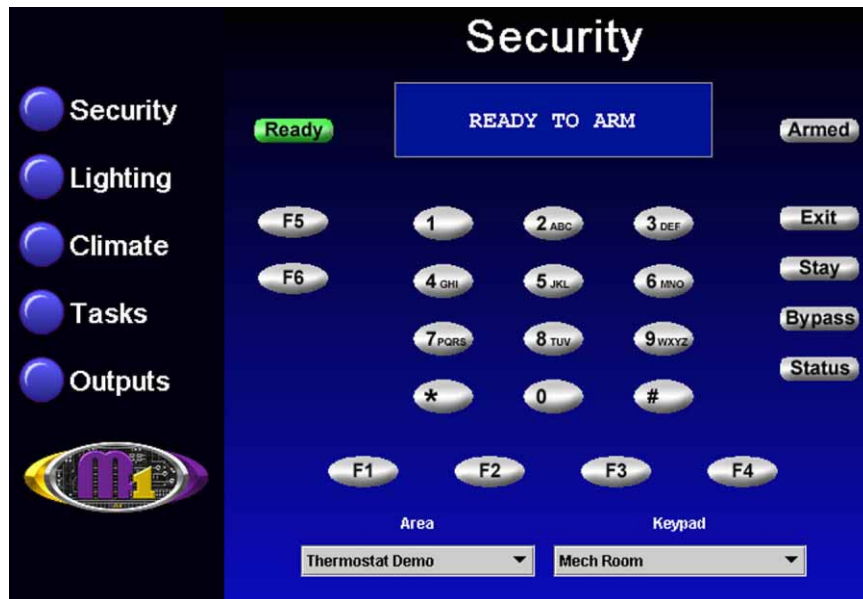 Security
Security
Lighting
Climate
Tasks
Outputs
M1
Ready
READY TO ARM
Armed
F5
F6
1
2 ABC
3 DEF
4 GHI
5 JKL
6 MNO
7 PQRS
8 TUV
9 WXYZ
*
0
#
Exit
Stay
Bypass
Status
F1
F2
F3
F4
Area
Keypad
Thermostat Demo
Mech Room